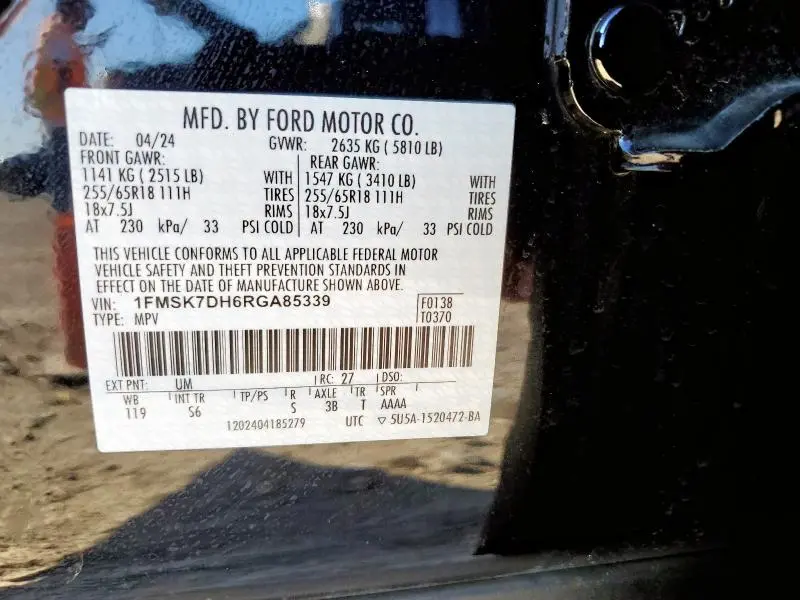 MFD. BY FORD MOTOR CO.
DATE: 04/24 GVWR: 2635 KG ( 5810 LB)
FRONT GAWR: REAR GAWR:
1141 KG ( 2515 LB) WITH 1547 KG ( 3410 LB) WITH
255/65R18 111H TIRES 255/65R18 111H TIRES
18x7.5J RIMS 18x7.5J RIMS
AT 230 kPa/ 33 PSI COLD AT 230 kPa/ 33 PSI COLD
THIS VEHICLE CONFORMS TO ALL APPLICABLE FEDERAL MOTOR
VEHICLE SAFETY AND THEFT PREVENTION STANDARDS IN
EFFECT ON THE DATE OF MANUFACTURE SHOWN ABOVE.
VIN: 1FMSK7DH6RGA85339 F0138
TYPE: MPV T0370
EXT PNT: UM RC: 27 DSO:
WB INT TR TP/PS R AXLE TR SPR
119 S6 S 3B T AAAA
1202404185279 UTC ▽ 5U5A-1520472-BA